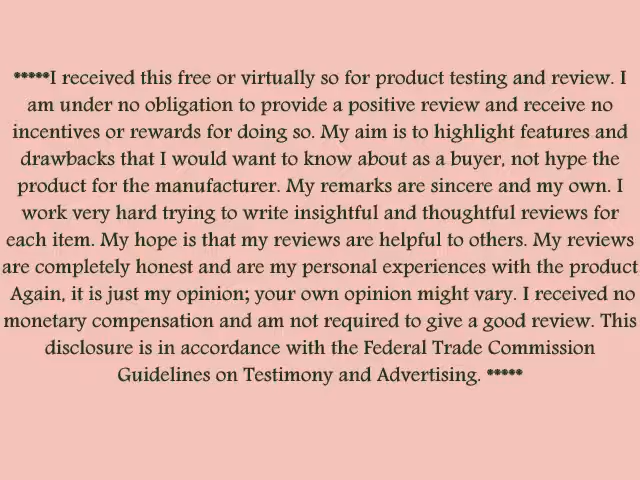 *****I received this free or virtually so for product testing and review. I
am under no obligation to provide a positive review and receive no
incentives or rewards for doing so. My aim is to highlight features and
drawbacks that I would want to know about as a buyer, not hype the
product for the manufacturer. My remarks are sincere and my own. I
work very hard trying to write insightful and thoughtful reviews for
each item. My hope is that my reviews are helpful to others. My reviews
are completely honest and are my personal experiences with the product
Again, it is just my opinion; your own opinion might vary. I received no
monetary compensation and am not required to give a good review. This
disclosure is in accordance with the Federal Trade Commission
Guidelines on Testimony and Advertising. *****